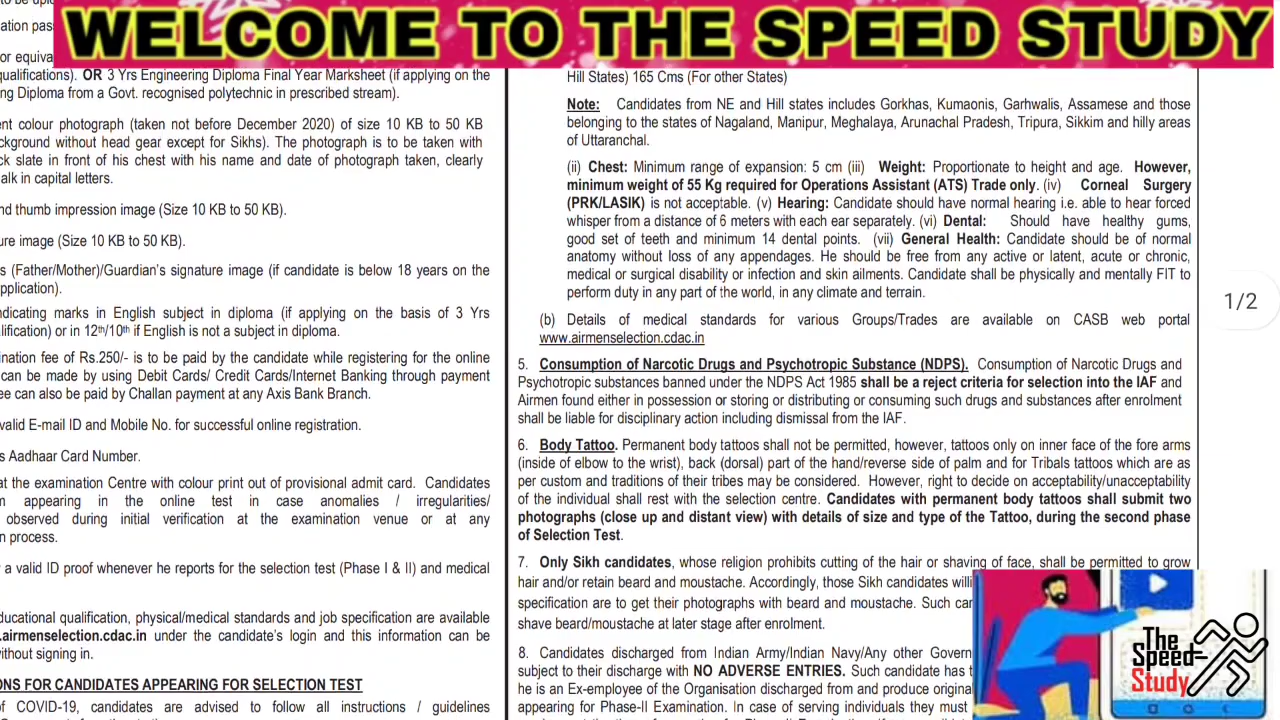 WELCOME TO THE SPEED STUDY
ation pas
or equiva
qualifications). OR 3 Yrs Engineering Diploma Final Year Marksheet (if applying on the
ng Diploma from a Govt. recognised polytechnic in prescribed stream).
ent colour photograph (taken not before December 2020) of size 10 KB to 50 KB
ckground without head gear except for Sikhs). The photograph is to be taken with
ck slate in front of his chest with his name and date of photograph taken, clearly
alk in capital letters.
nd thumb impression image (Size 10 KB to 50 KB).
ure image (Size 10 KB to 50 KB).
s (Father/Mother)/Guardian's signature image (if candidate is below 18 years on the
pplication).
ndicating marks in English subject in diploma (if applying on the basis of 3 Yrs
lification) or in 12th/10th if English is not a subject in diploma.
ination fee of Rs.250/- is to be paid by the candidate while registering for the online
can be made by using Debit Cards/ Credit Cards/Internet Banking through payment
ee can also be paid by Challan payment at any Axis Bank Branch.
valid E-mail ID and Mobile No. for successful online registration.
s Aadhaar Card Number.
at the examination Centre with colour print out of provisional admit card. Candidates
m appearing in the online test in case anomalies / irregularities/
observed during initial verification at the examination venue or at any
n process.
r a valid ID proof whenever he reports for the selection test (Phase I & II) and medical
educational qualification, physical/medical standards and job specification are available
.airmenselection.cdac.in under the candidate's login and this information can be
without signing in.
ONS FOR CANDIDATES APPEARING FOR SELECTION TEST
of COVID-19, candidates are advised to follow all instructions / guidelines
Hill States) 165 Cms (For other States)
Note: Candidates from NE and Hill states includes Gorkhas, Kumaonis, Garhwalis, Assamese and those
belonging to the states of Nagaland, Manipur, Meghalaya, Arunachal Pradesh, Tripura, Sikkim and hilly areas
of Uttaranchal.
(ii) Chest: Minimum range of expansion: 5 cm (iii) Weight: Proportionate to height and age. However,
minimum weight of 55 Kg required for Operations Assistant (ATS) Trade only. (iv) Corneal Surgery
(PRK/LASIK) is not acceptable. (v) Hearing: Candidate should have normal hearing i.e. able to hear forced
whisper from a distance of 6 meters with each ear separately. (vi) Dental: Should have healthy gums,
good set of teeth and minimum 14 dental points. (vii) General Health: Candidate should be of normal
anatomy without loss of any appendages. He should be free from any active or latent, acute or chronic,
medical or surgical disability or infection and skin ailments. Candidate shall be physically and mentally FIT to
perform duty in any part of the world, in any climate and terrain.
(b) Details of medical standards for various Groups/Trades are available on CASB web portal
www.airmenselection.cdac.in
5. Consumption of Narcotic Drugs and Psychotropic Substance (NDPS). Consumption of Narcotic Drugs and
Psychotropic substances banned under the NDPS Act 1985 shall be a reject criteria for selection into the IAF and
Airmen found either in possession or storing or distributing or consuming such drugs and substances after enrolment
shall be liable for disciplinary action including dismissal from the IAF.
6. Body Tattoo. Permanent body tattoos shall not be permitted, however, tattoos only on inner face of the fore arms
(inside of elbow to the wrist), back (dorsal) part of the hand/reverse side of palm and for Tribals tattoos which are as
per custom and traditions of their tribes may be considered. However, right to decide on acceptability/unacceptability
of the individual shall rest with the selection centre. Candidates with permanent body tattoos shall submit two
photographs (close up and distant view) with details of size and type of the Tattoo, during the second phase
of Selection Test.
7. Only Sikh candidates, whose religion prohibits cutting of the hair or shaving of face, shall be permitted to grow
hair and/or retain beard and moustache. Accordingly, those Sikh candidates willi
specification are to get their photographs with beard and moustache. Such can
shave beard/moustache at later stage after enrolment.
8. Candidates discharged from Indian Army/Indian Navy/Any other Govern
subject to their discharge with NO ADVERSE ENTRIES. Such candidate has t
he is an Ex-employee of the Organisation discharged from and produce original
appearing for Phase-II Examination. In case of serving individuals they must
1/2
The
Speed
Study